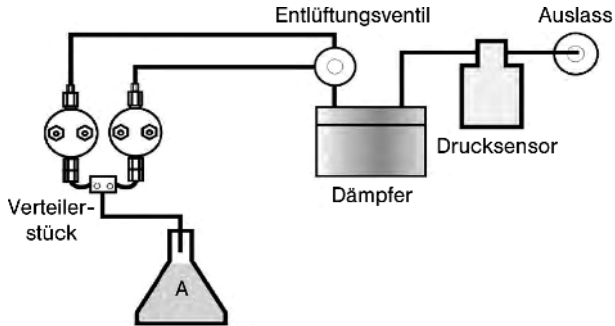 Entlüftungsventil
Auslass
Drucksensor
Dämpfer
Verteiler-
stück
A